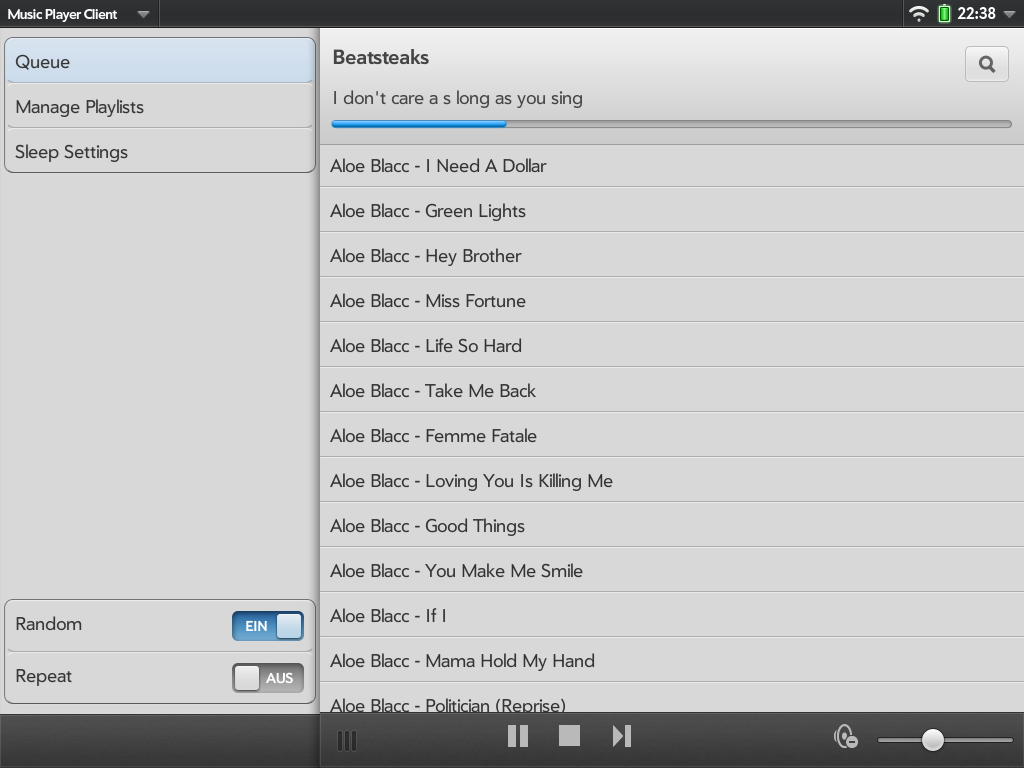 Music Player Client
22:38
Queue
Manage Playlists
Sleep Settings
Random
EIN
Repeat
AUS
Beatsteaks
I don't care a s long as you sing
Aloe Blacc - I Need A Dollar
Aloe Blacc - Green Lights
Aloe Blacc - Hey Brother
Aloe Blacc - Miss Fortune
Aloe Blacc - Life So Hard
Aloe Blacc - Take Me Back
Aloe Blacc - Femme Fatale
Aloe Blacc - Loving You Is Killing Me
Aloe Blacc - Good Things
Aloe Blacc - You Make Me Smile
Aloe Blacc - If I
Aloe Blacc - Mama Hold My Hand
Aloe Blacc - Politician (Reprise)